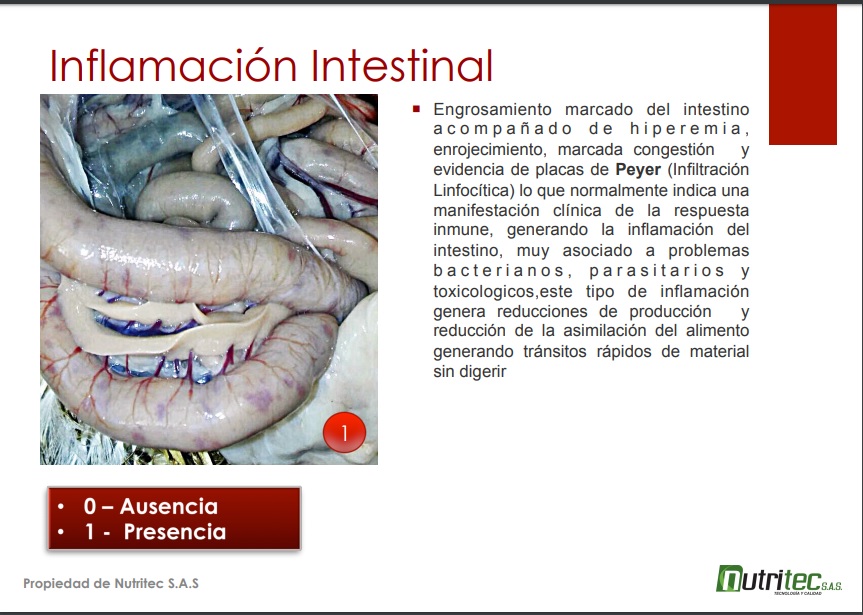 Inflamación Intestinal
▪ Engrosamiento marcado del intestino
acompañado de hiperemia,
enrojecimiento, marcada congestión y
evidencia de placas de Peyer (Infiltración
Linfocítica) lo que normalmente indica una
manifestación clínica de la respuesta
inmune, generando la inflamación del
intestino, muy asociado a problemas
bacterianos, parasitarios y
toxicologicos,este tipo de inflamación
genera reducciones de producción y
reducción de la asimilación del alimento
generando tránsitos rápidos de material
sin digerir
1
• 0 – Ausencia
• 1 - Presencia
Propiedad de Nutritec S.A.S
nutritec S.A.S.
TECNOLOGÍA Y CALIDAD